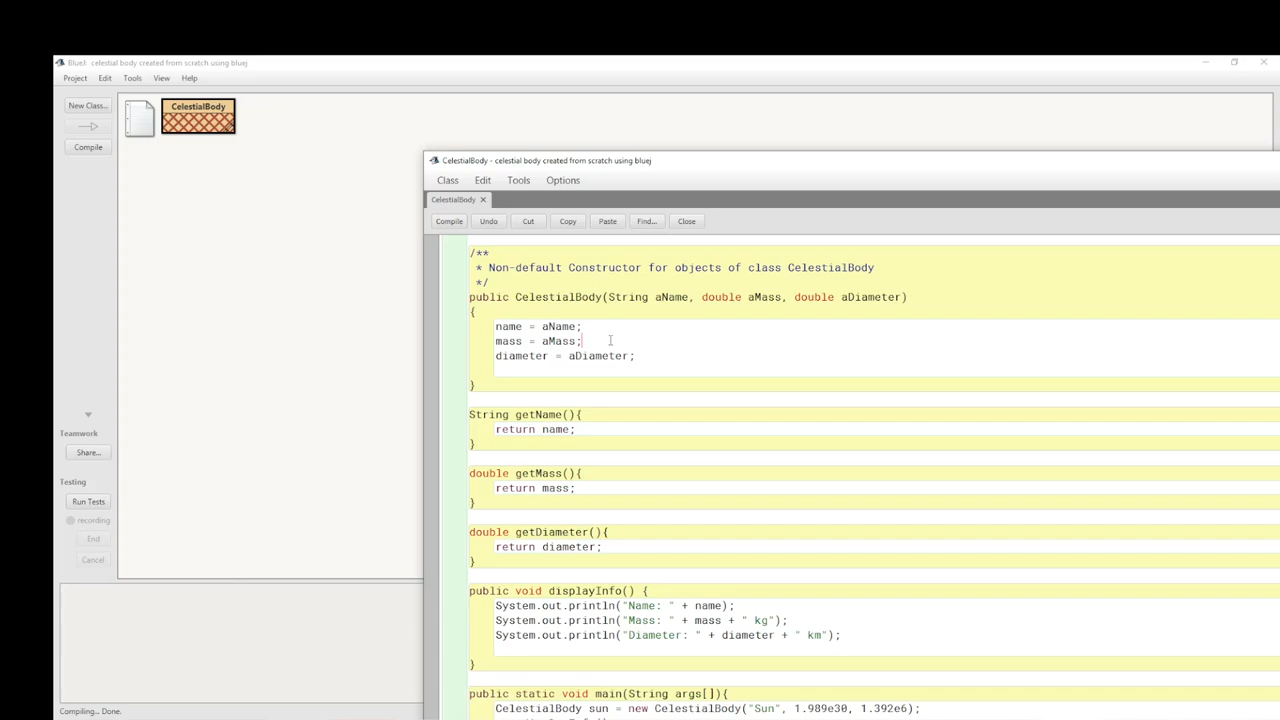 BlueJ: celestial body created from scratch using bluej
Project Edit Tools View Help
New Class...
CelestialBody
Compile
CelestialBody - celestial body created from scratch using bluej
Class Edit Tools Options
CelestialBody
Compile Undo Cut Copy Paste Find... Close
/**
* Non-default Constructor for objects of class CelestialBody
*/
public CelestialBody(String aName, double aMass, double aDiameter)
{
name = aName;
mass = aMass;
diameter = aDiameter;
}
String getName(){
return name;
}
double getMass(){
return mass;
}
double getDiameter(){
return diameter;
}
public void displayInfo() {
System.out.println("Name: " + name);
System.out.println("Mass: " + mass + " kg");
System.out.println("Diameter: " + diameter + " km");
}
public static void main(String args[]){
CelestialBody sun = new CelestialBody("Sun", 1.989e30, 1.392e6);
Teamwork
Share...
Testing
Run Tests
recording
End
Cancel
Compiling... Done.